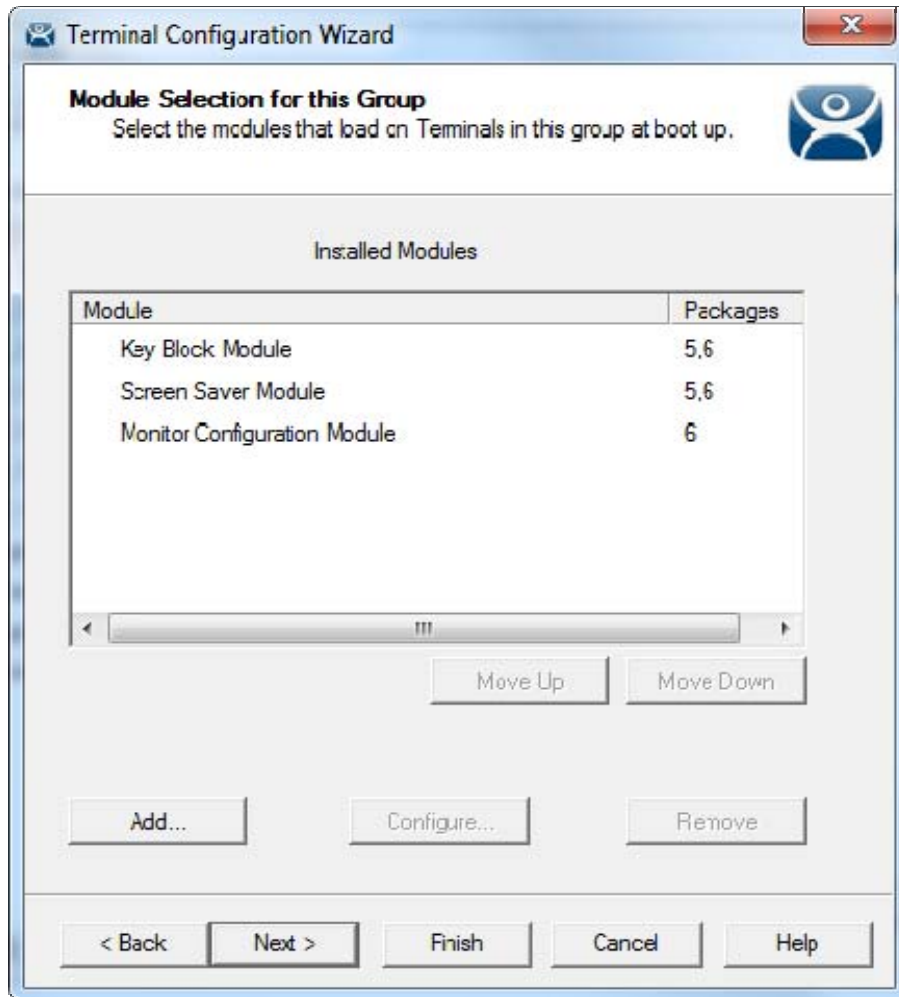 Terminal Configuration Wizard
Module Selection for this Group
Select the modules that load on Terminals in this group at boot up.
Installed Modules
Module Packages
Key Block Module 5,6
Screen Saver Module 5,6
Monitor Configuration Module 6
Move Up Move Down
Add... Configure... Remove
< Back Next > Finish Cancel Help